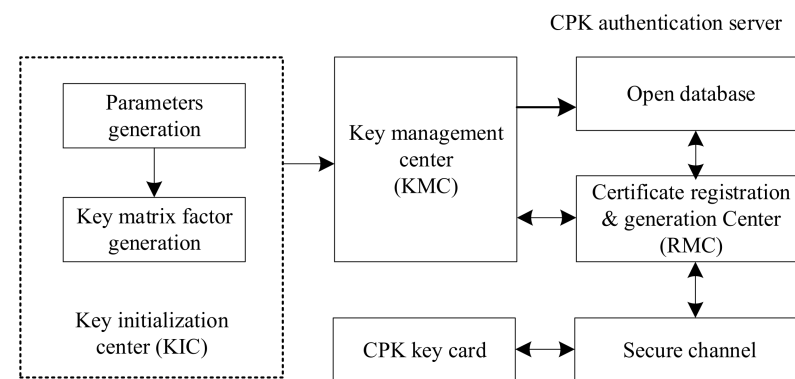 CPK authentication server
Parameters
generation
Key matrix factor
generation
Key initialization
center (KIC)
Key management
center
(KMC)
Open database
Certificate registration
& generation Center
(RMC)
CPK key card
Secure channel